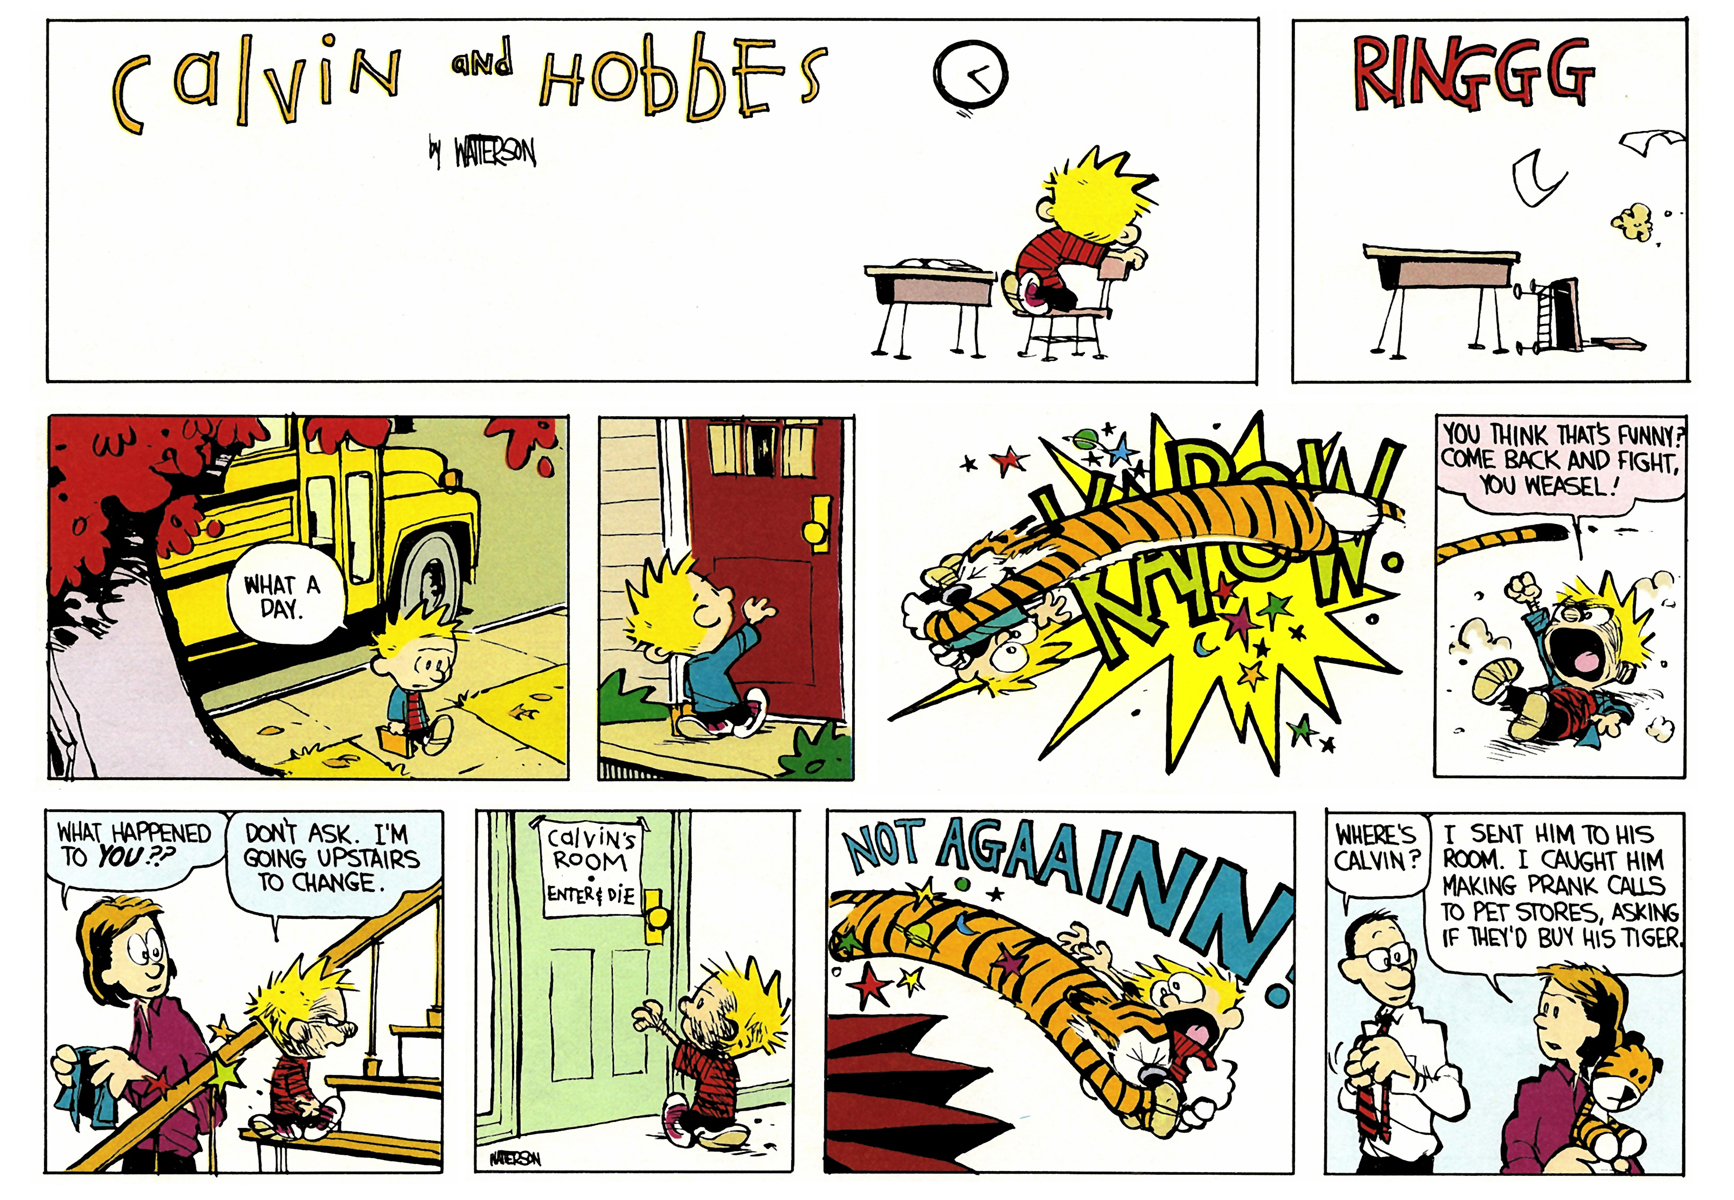 Calvin and Hobbes
by Watterson
RINGGG
WHAT A
DAY.
KAPOW
KAPOW
YOU THINK THAT'S FUNNY?
COME BACK AND FIGHT,
YOU WEASEL!
WHAT HAPPENED
TO YOU??
DON'T ASK. I'M
GOING UPSTAIRS
TO CHANGE.
Calvin's
ROOM
•
ENTER & DIE
WATTERSON
NOT AGAAINN!
WHERE'S
CALVIN?
I SENT HIM TO HIS
ROOM. I CAUGHT HIM
MAKING PRANK CALLS
TO PET STORES, ASKING
IF THEY'D BUY HIS TIGER.